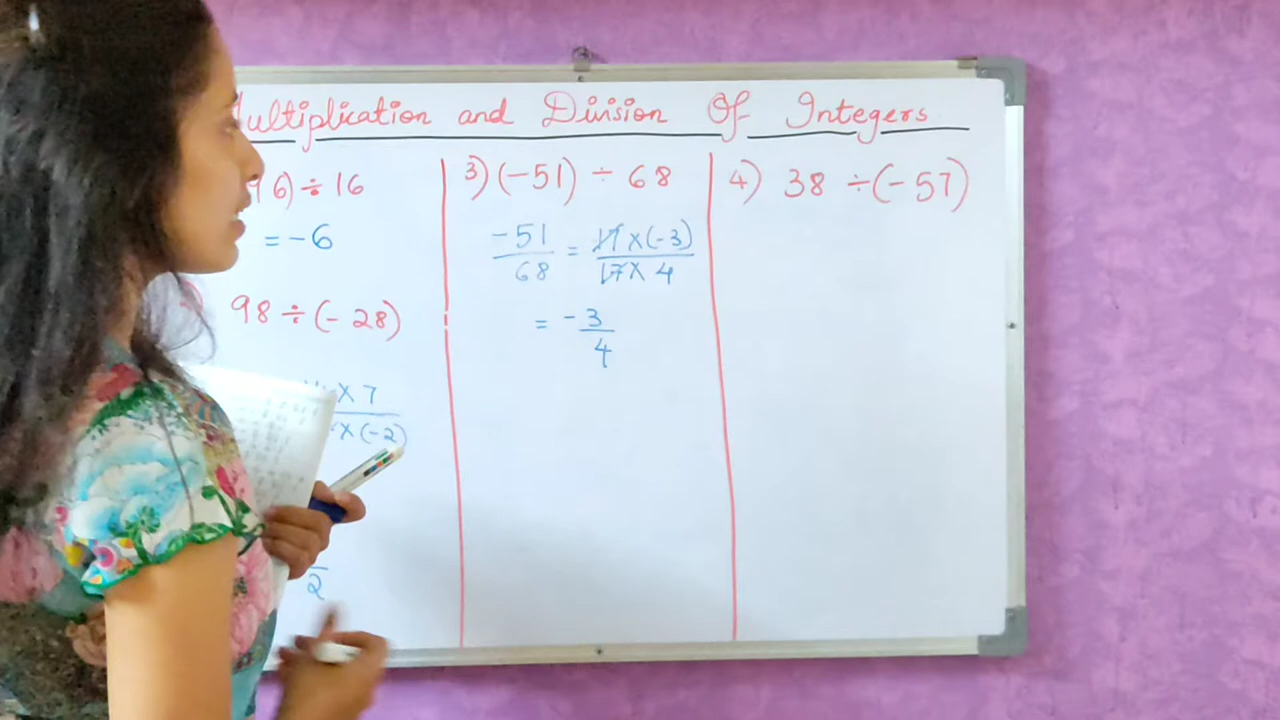 ultiplication and Division Of Integers
96) ÷ 16
= -6
98 ÷ (- 28)
X 7
X (-2)
2
3) (-51) ÷ 68
-51 / 68 = 17 X (-3) / 17 X 4
= -3 / 4
4) 38 ÷ (- 57)